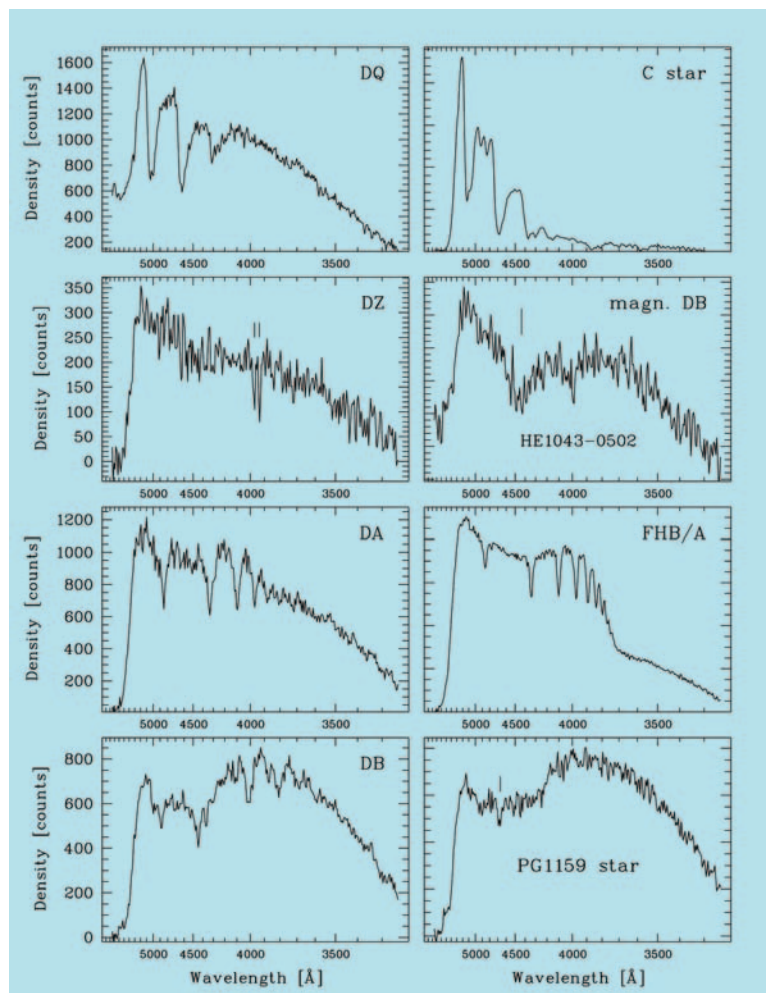 DQ
C star
Density [counts]
1600
1400
1200
1000
800
600
400
200
5000 4500 4000 3500
5000 4500 4000 3500
DZ
magn. DB
HE1043-0502
Density [counts]
350
300
250
200
150
100
50
0
5000 4500 4000 3500
5000 4500 4000 3500
DA
FHB/A
Density [counts]
1200
1000
800
600
400
200
5000 4500 4000 3500
5000 4500 4000 3500
DB
PG1159 star
Density [counts]
800
600
400
200
0
5000 4500 4000 3500
5000 4500 4000 3500
Wavelength [Å]
Wavelength [Å]